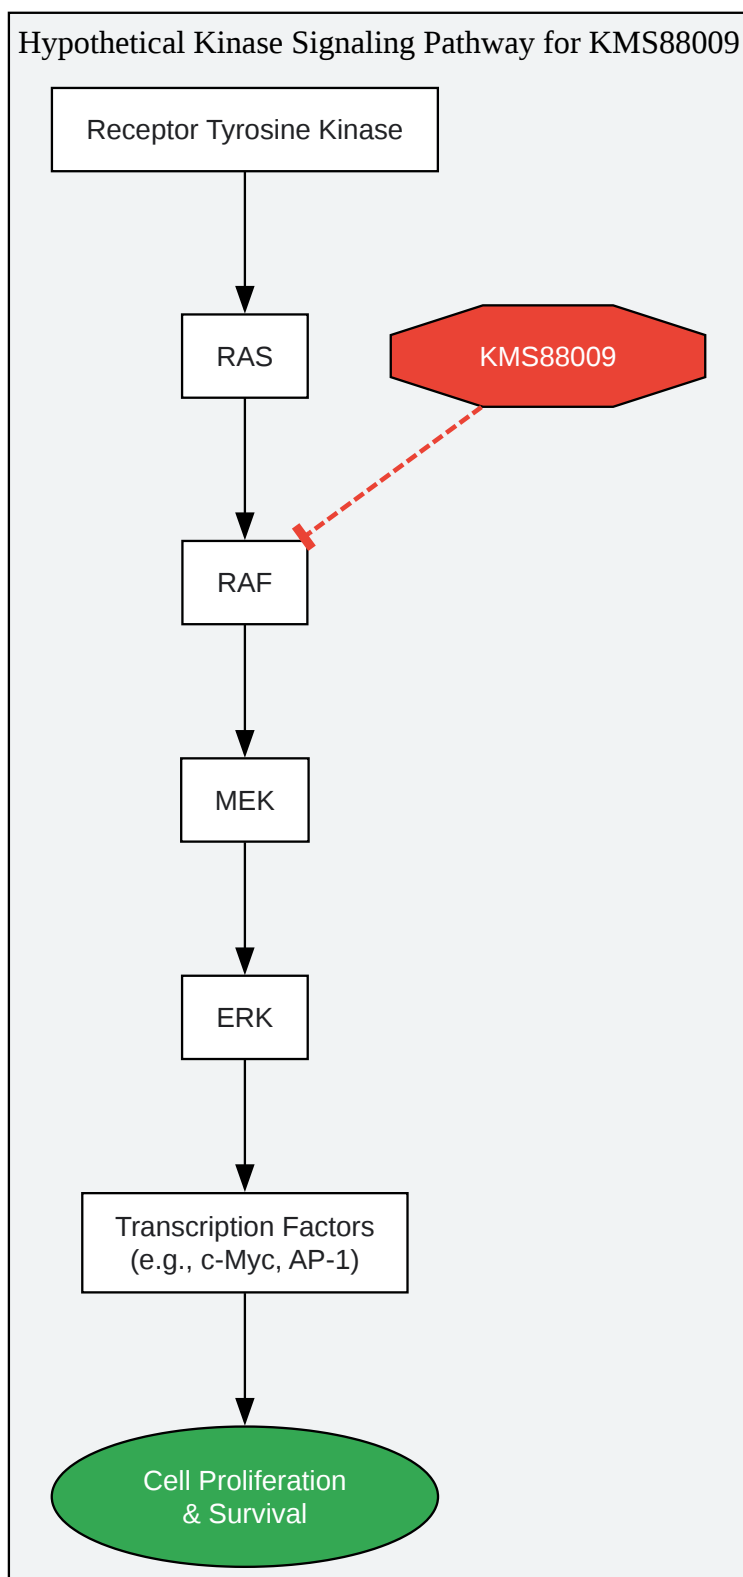 Hypothetical Kinase Signaling Pathway for KMS88009
Receptor Tyrosine Kinase
RAS
KMS88009
RAF
MEK
ERK
Transcription Factors
(e.g., c-Myc, AP-1)
Cell Proliferation
& Survival